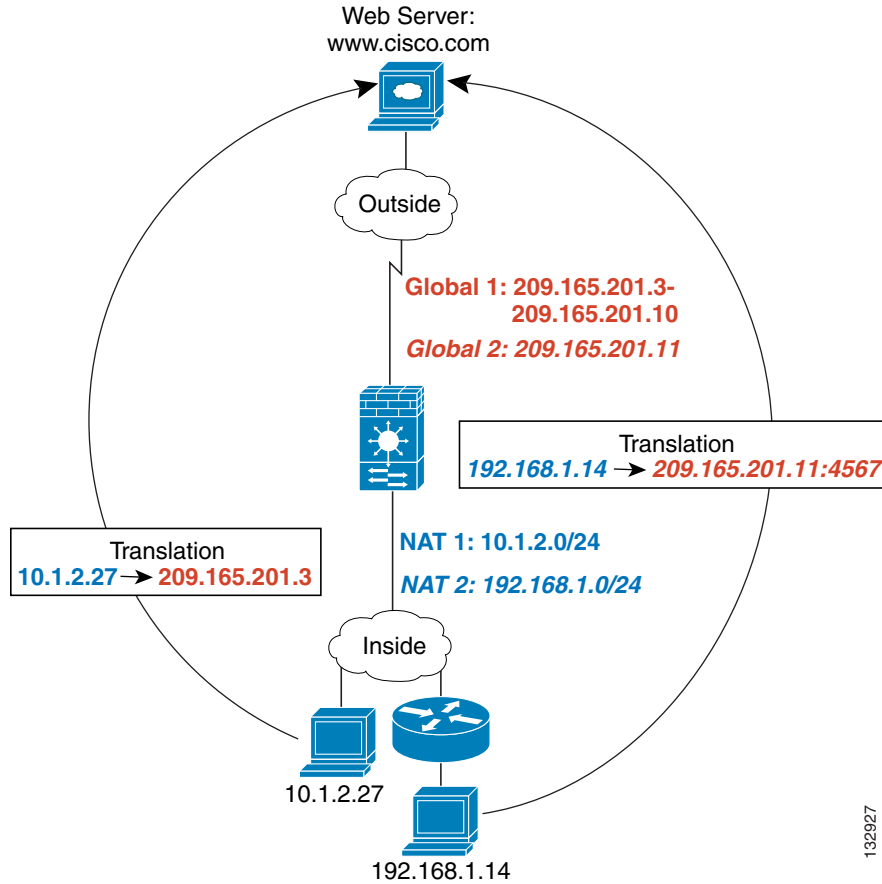 Web Server:
www.cisco.com
Outside
Global 1: 209.165.201.3-
209.165.201.10
Global 2: 209.165.201.11
Translation
192.168.1.14 → 209.165.201.11:4567
Translation
10.1.2.27 → 209.165.201.3
NAT 1: 10.1.2.0/24
NAT 2: 192.168.1.0/24
Inside
10.1.2.27
192.168.1.14
132927